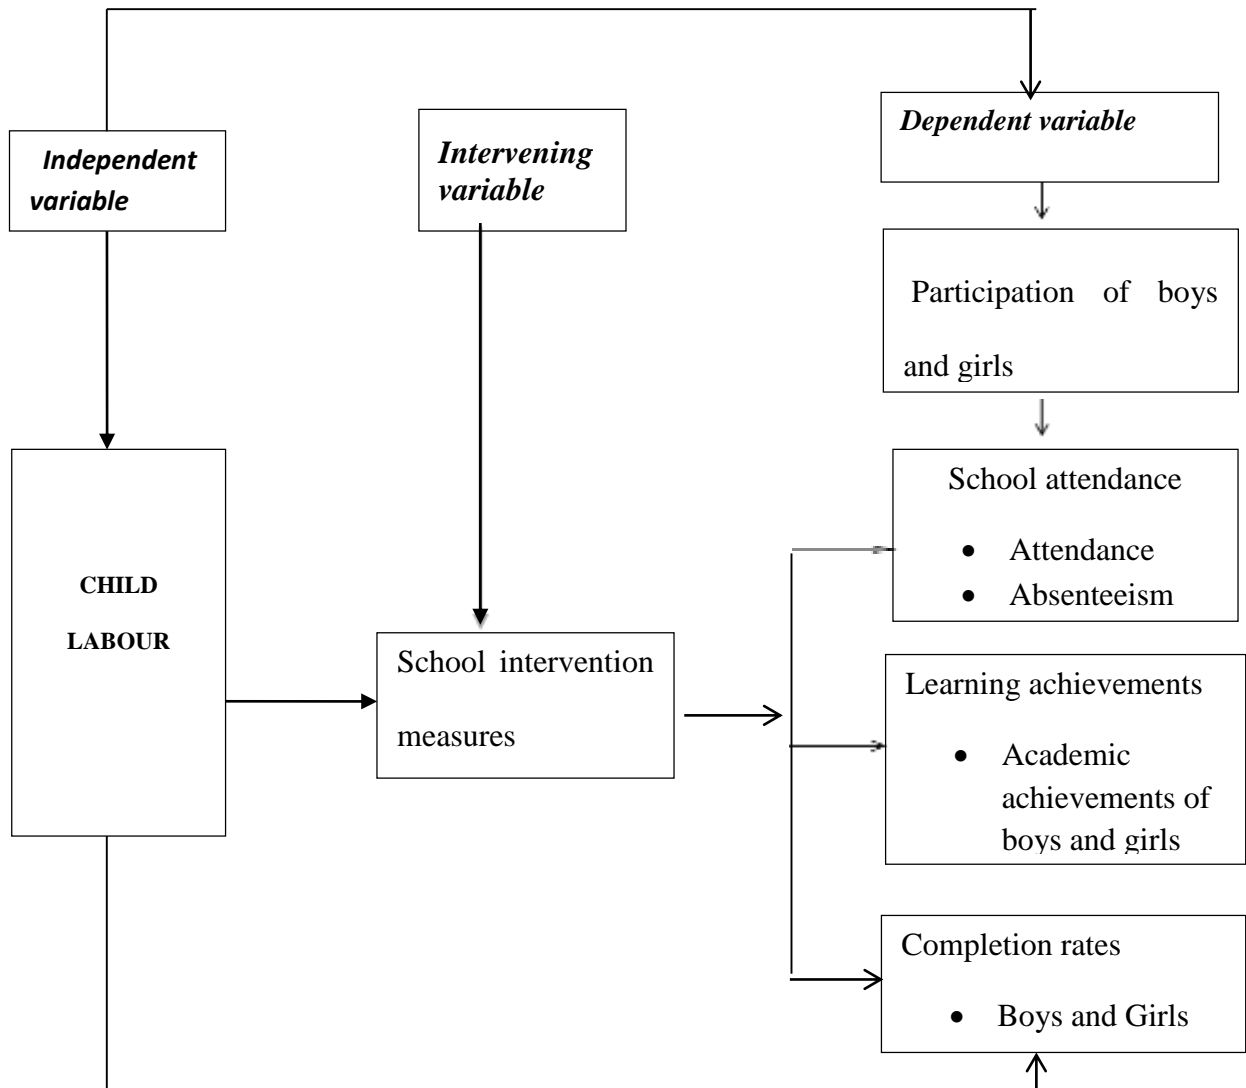 Independent
variable
Intervening
variable
Dependent variable
Participation of boys
and girls
CHILD
LABOUR
School intervention
measures
School attendance
• Attendance
• Absenteeism
Learning achievements
• Academic
achievements of
boys and girls
Completion rates
• Boys and Girls